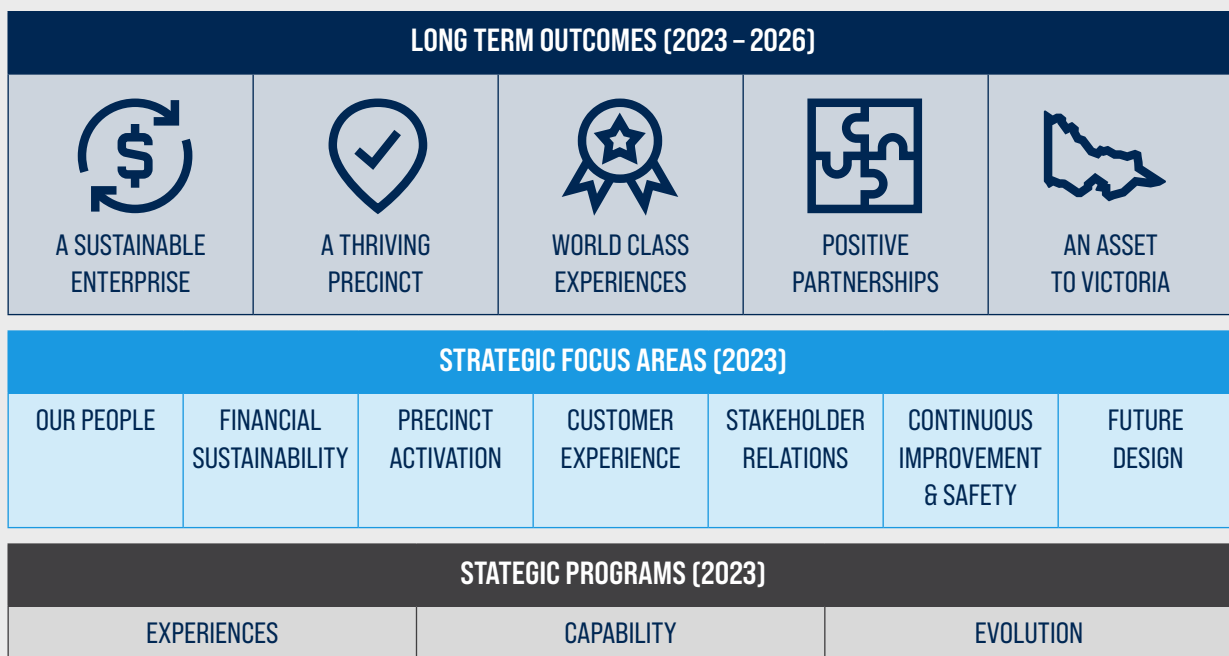 LONG TERM OUTCOMES (2023 – 2026)
A SUSTAINABLE
ENTERPRISE
A THRIVING
PRECINCT
WORLD CLASS
EXPERIENCES
POSITIVE
PARTNERSHIPS
AN ASSET
TO VICTORIA
STRATEGIC FOCUS AREAS (2023)
OUR PEOPLE
FINANCIAL
SUSTAINABILITY
PRECINCT
ACTIVATION
CUSTOMER
EXPERIENCE
STAKEHOLDER
RELATIONS
CONTINUOUS
IMPROVEMENT
& SAFETY
FUTURE
DESIGN
STATEGIC PROGRAMS (2023)
EXPERIENCES
CAPABILITY
EVOLUTION